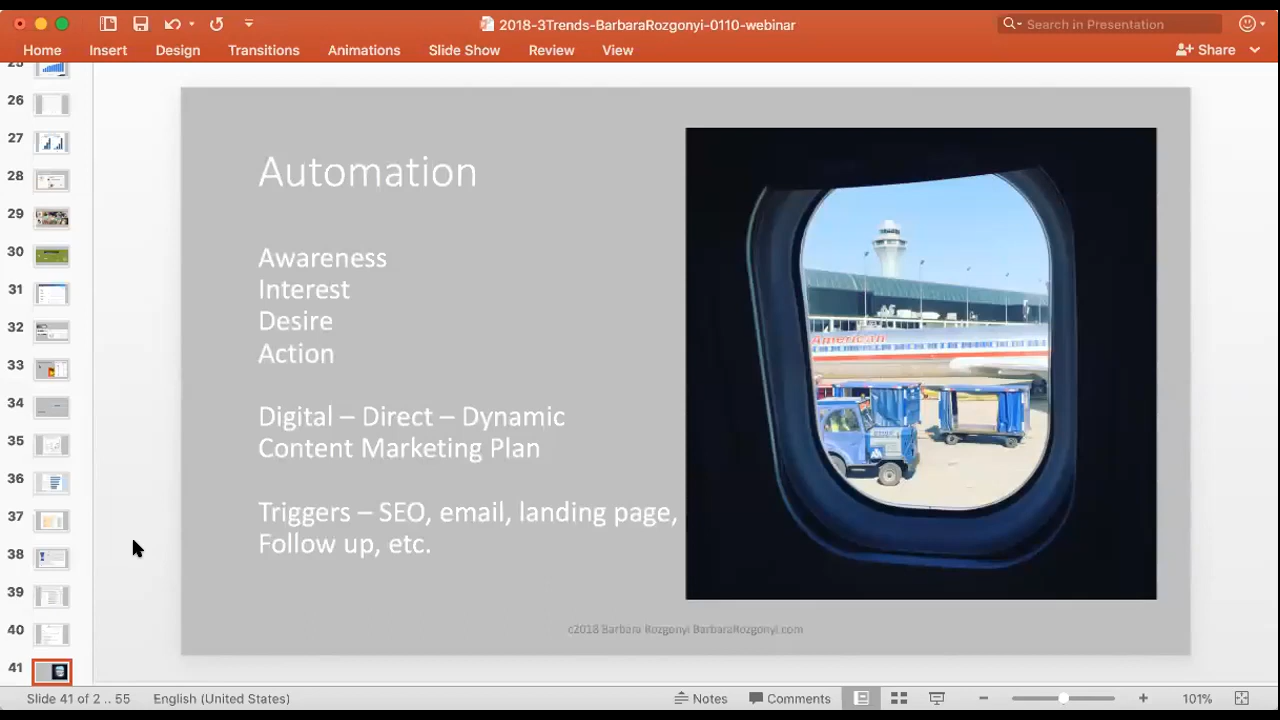 2018-3Trends-BarbaraRozgonyi-0110-webinar
Search in Presentation
Home
Insert
Design
Transitions
Animations
Slide Show
Review
View
Share
25
26
27
28
29
30
31
32
33
34
35
36
37
38
39
40
41
Automation
Awareness
Interest
Desire
Action
Digital – Direct – Dynamic
Content Marketing Plan
Triggers – SEO, email, landing page,
Follow up, etc.
American
c2018 Barbara Rozgonyi BarbaraRozgonyi.com
Slide 41 of 2 .. 55
English (United States)
Notes
Comments
101%